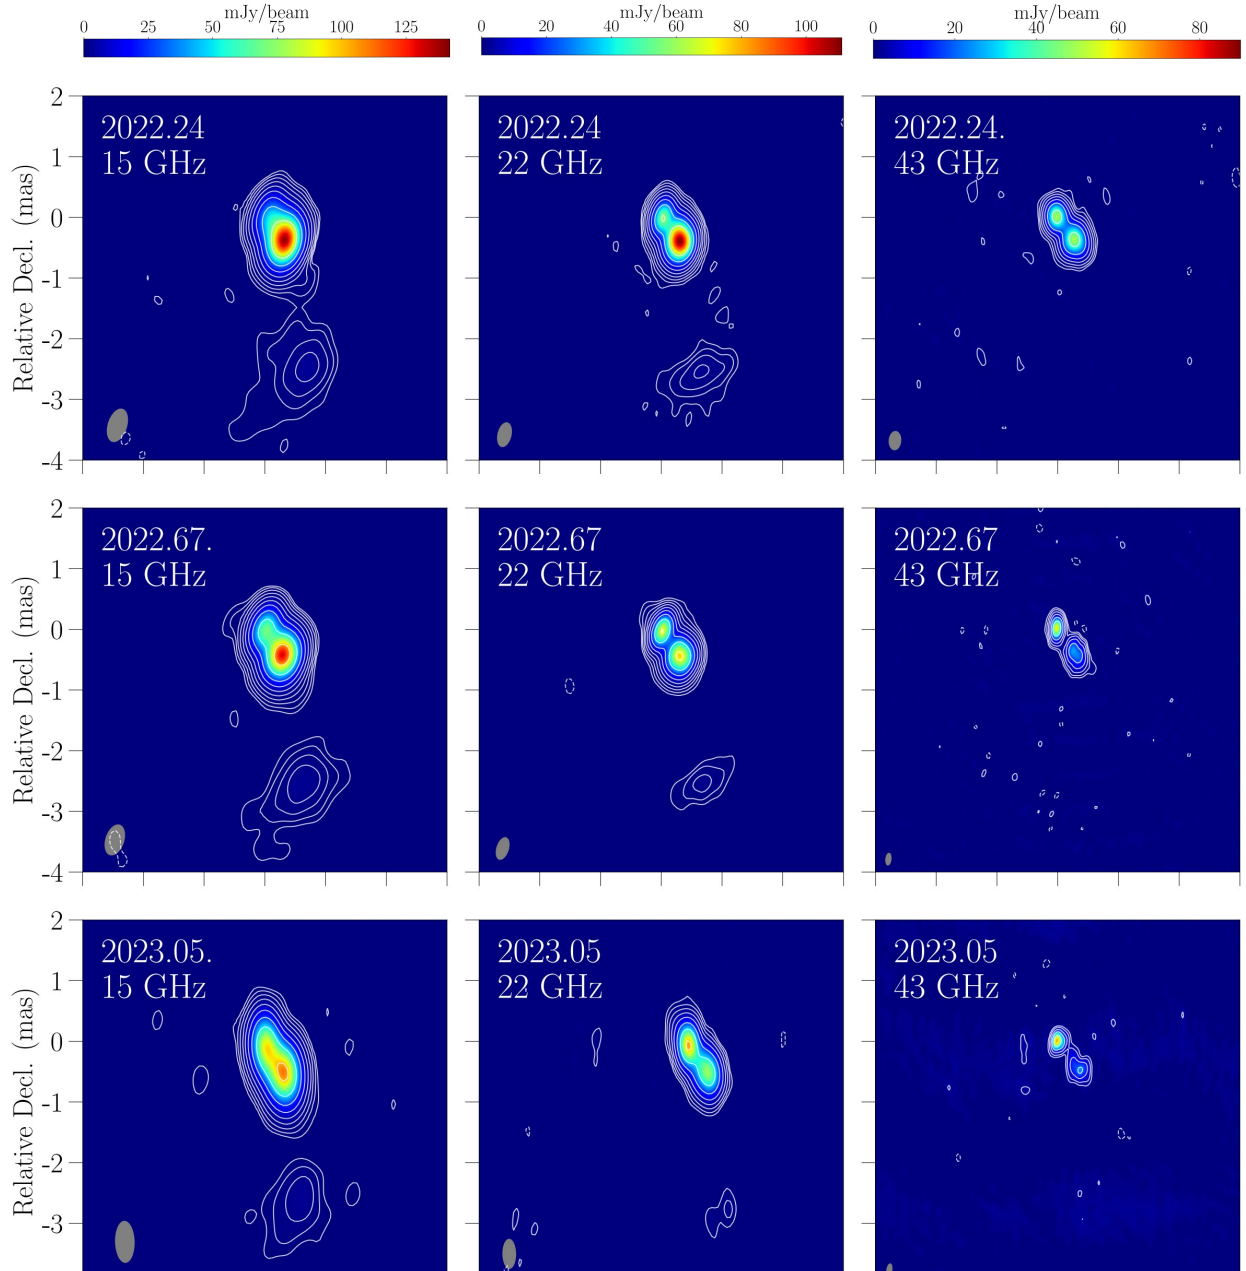 mJy/beam mJy/beam mJy/beam
0 25 50 75 100 125 0 20 40 60 80 100 0 20 40 60 80
2022.24 2022.24 2022.24.
15 GHz 22 GHz 43 GHz
2
1
0
-1
-2
-3
-4
Relative Decl. (mas)
2022.67. 2022.67 2022.67
15 GHz 22 GHz 43 GHz
2
1
0
-1
-2
-3
-4
Relative Decl. (mas)
2023.05. 2023.05 2023.05
15 GHz 22 GHz 43 GHz
2
1
0
-1
-2
-3
Relative Decl. (mas)